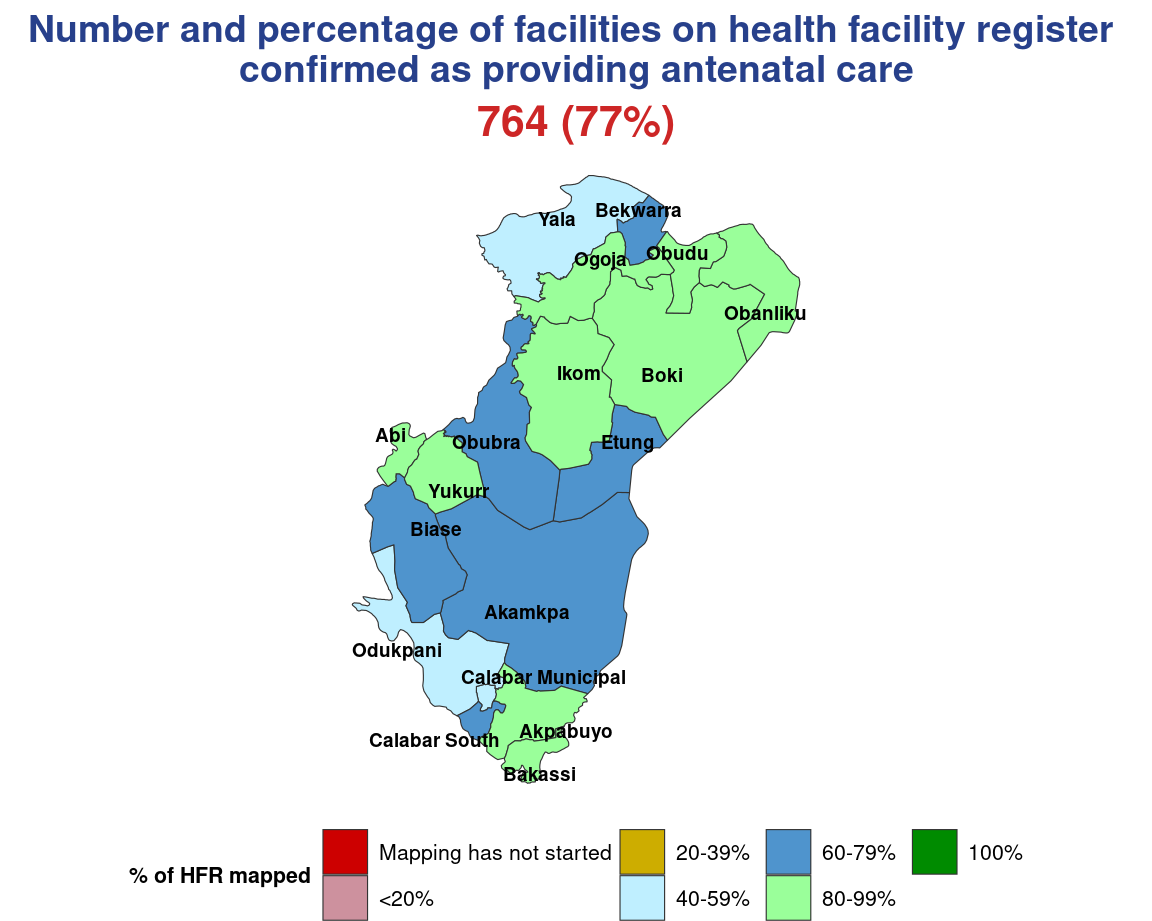 Number and percentage of facilities on health facility register
confirmed as providing antenatal care
764 (77%)
Yala
Bekwarra
Ogoja
Obudu
Obanliku
Ikom
Boki
Abi
Obubra
Etung
Yukurr
Biase
Akamkpa
Odukpani
Calabar Municipal
Akpabuyo
Calabar South
Bakassi
% of HFR mapped
Mapping has not started
<20%
20-39%
40-59%
60-79%
80-99%
100%